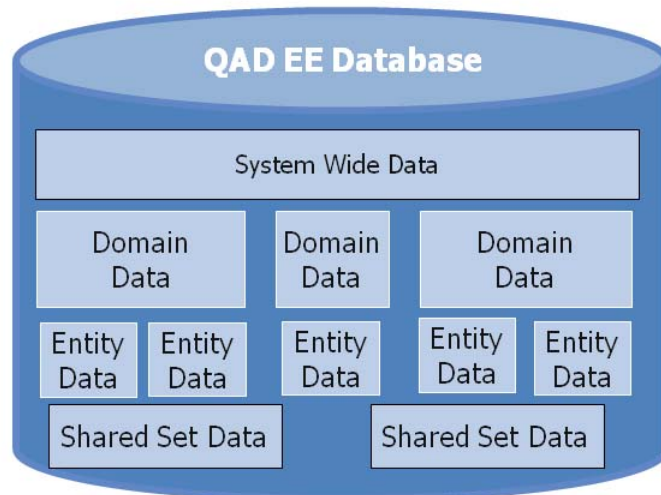 QAD EE Database
System Wide Data
Domain Data
Domain Data
Domain Data
Entity Data
Entity Data
Entity Data
Entity Data
Entity Data
Shared Set Data
Shared Set Data